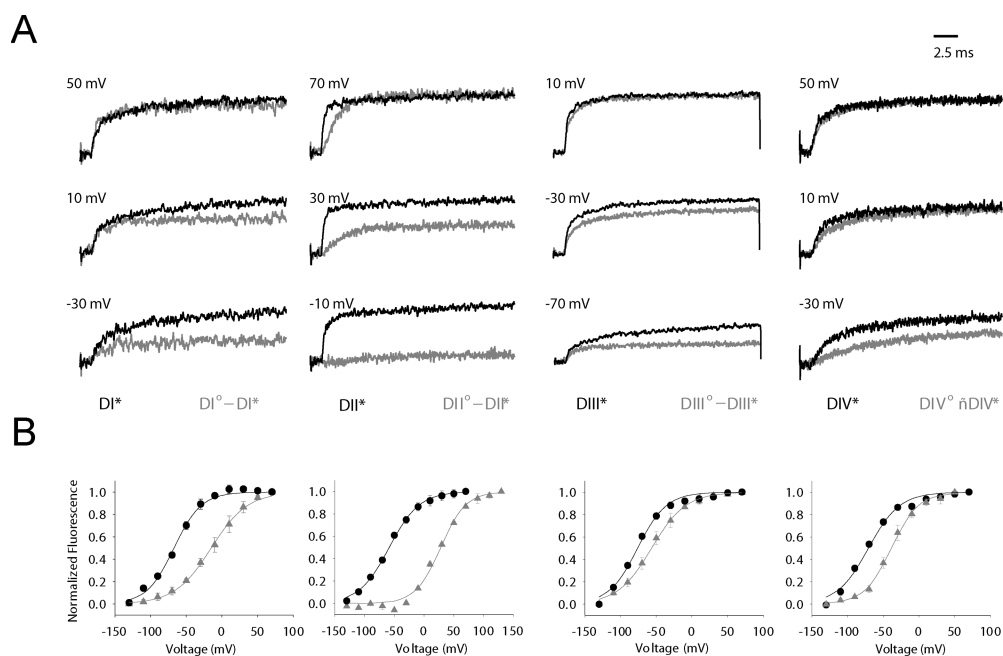 A
2.5 ms
50 mV 70 mV 10 mV 50 mV
10 mV 30 mV -30 mV 10 mV
-30 mV -10 mV -70 mV -30 mV
DI* DI°–DI* DII* DII°–DII* DIII* DIII°–DIII* DIV* DIV° ñDIV*
B
Normalized Fluorescence
1.0 1.0 1.0 1.0
0.8 0.8 0.8 0.8
0.6 0.6 0.6 0.6
0.4 0.4 0.4 0.4
0.2 0.2 0.2 0.2
0.0 0.0 0.0 0.0
-150 -100 -50 0 50 100 -150 -100 -50 0 50 100 150 -150 -100 -50 0 50 100 -150 -100 -50 0 50 100
Voltage (mV) Voltage (mV) Voltage (mV) Voltage (mV)